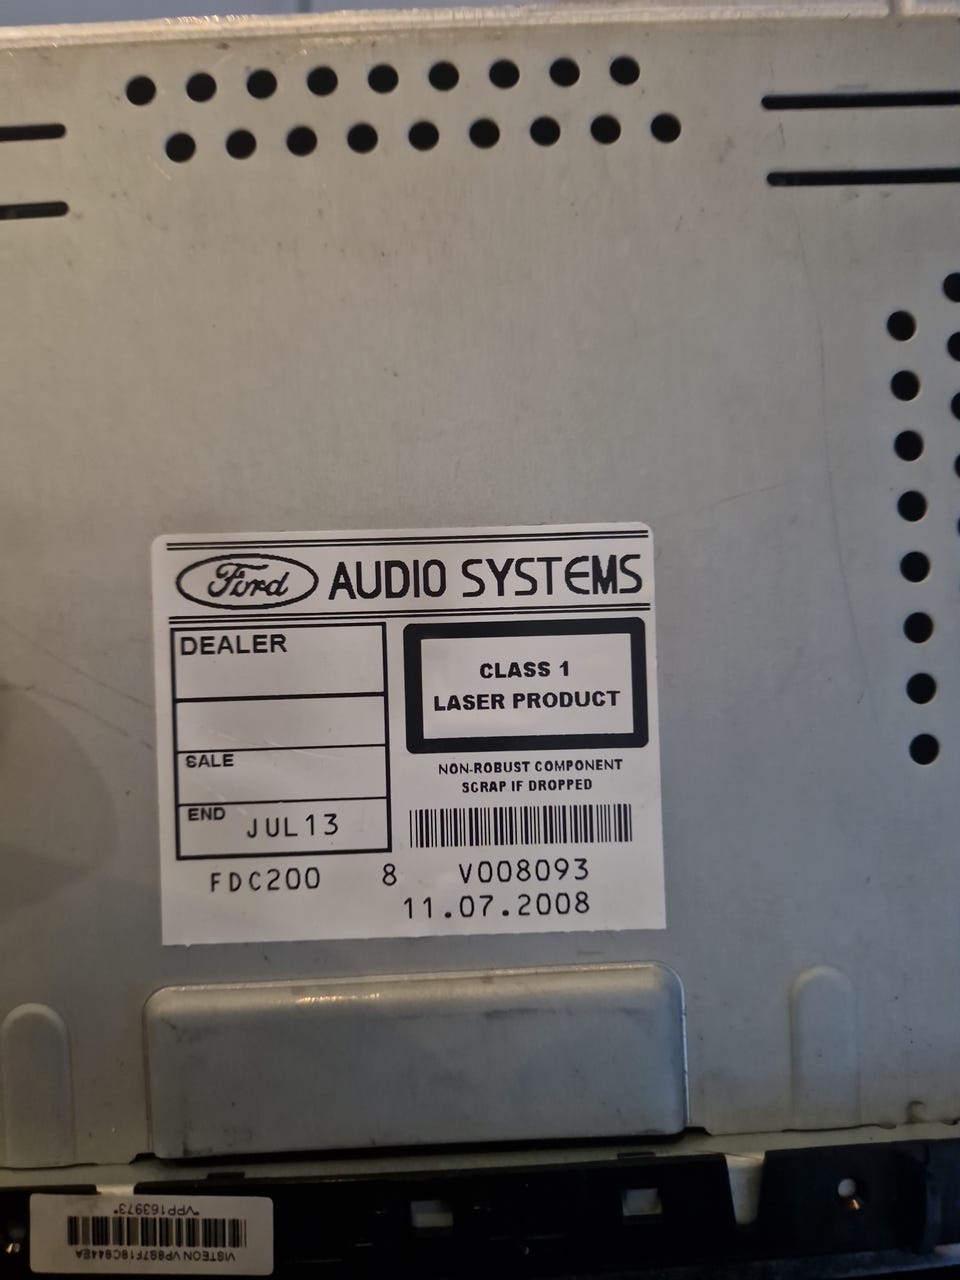 Ford AUDIO SYSTEMS
DEALER
CLASS 1
LASER PRODUCT
SALE
NON-ROBUST COMPONENT
SCRAP IF DROPPED
END JUL13
FDC200 8 V008093
11.07.2008
VISTEON VP8S7F18C844EA
*VPP163973*